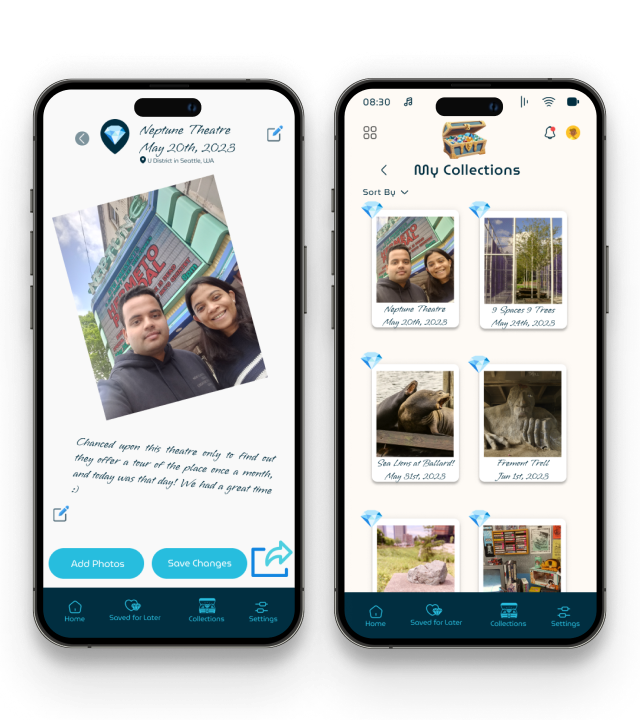 Neptune Theatre
May 20th, 2023
U District in Seattle, WA
Chanced upon this theatre only to find out
they offer a tour of the place once a month,
and today was that day! We had a great time
:)
Add Photos
Save Changes
Home
Saved for Later
Collections
Settings
08:30
My Collections
Sort By
Neptune Theatre
May 20th, 2023
9 Spaces 9 Trees
May 24th, 2023
Sea Lions at Ballard!
May 31st, 2023
Fremont Troll
Jan 1st, 2023
Home
Saved for Later
Collections
Settings